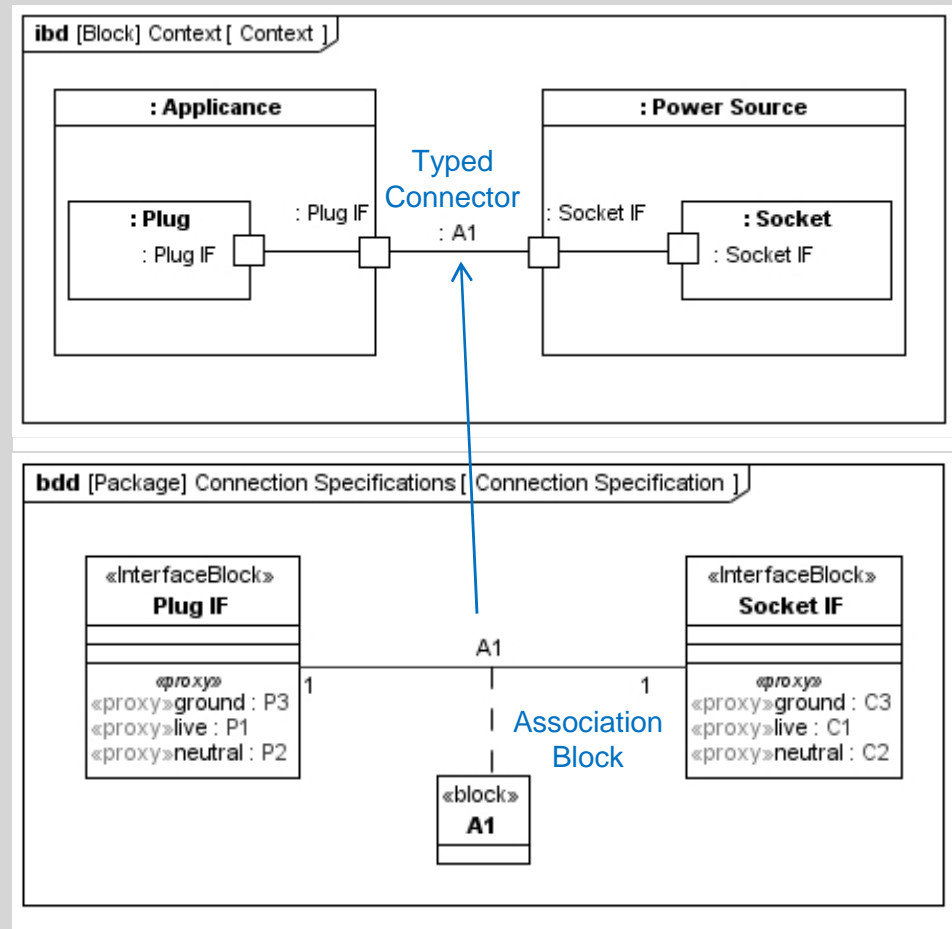 ibd [Block] Context [ Context ]
: Applicance
: Power Source
Typed
Connector
: Plug
: Plug IF
: Plug IF
: A1
: Socket IF
: Socket
: Socket IF
bdd [Package] Connection Specifications [ Connection Specification ]
«InterfaceBlock»
Plug IF
«proxy»
«proxy»ground : P3
«proxy»live : P1
«proxy»neutral : P2
A1
1
1
Association
Block
«InterfaceBlock»
Socket IF
«proxy»
«proxy»ground : C3
«proxy»live : C1
«proxy»neutral : C2
«block»
A1